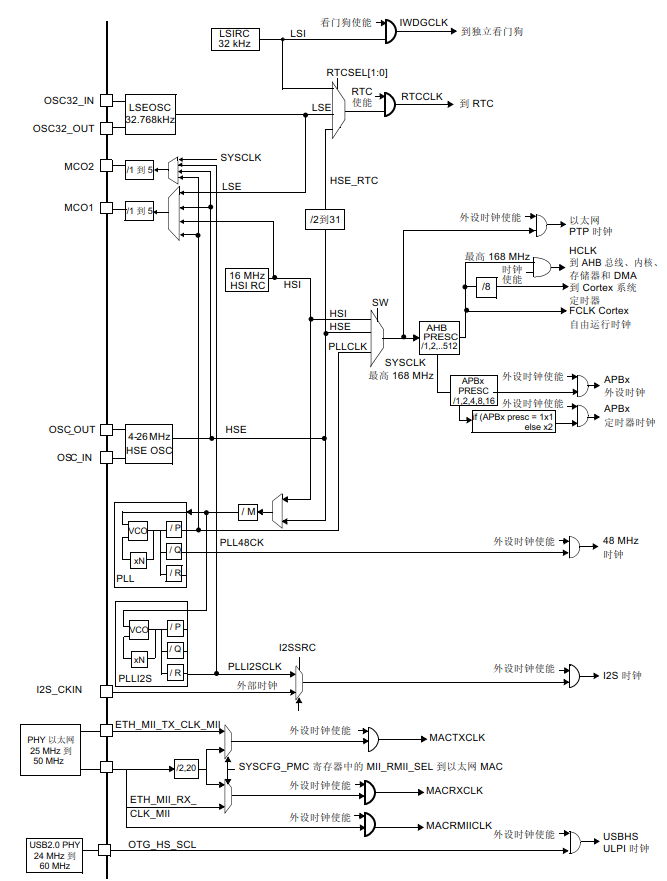 看门狗使能
IWDGCLK
到独立看门狗
LSIRC
32 kHz
LSI
RTCSEL[1:0]
OSC32_IN
LSEOSC
32.768kHz
OSC32_OUT
LSE
RTC
使能
RTCCLK
到 RTC
MCO2
/1 到 5
SYSCLK
LSE
HSE_RTC
MCO1
/1 到 5
/2到31
外设时钟使能
以太网
PTP 时钟
16 MHz
HSI RC
HSI
最高 168 MHz
时钟
使能
HCLK
到 AHB 总线、内核、
存储器和 DMA
/8
到 Cortex 系统
定时器
FCLK Cortex
自由运行时钟
SW
HSI
HSE
PLLCLK
SYSCLK
最高 168 MHz
AHB
PRESC
/1,2,..512
APBx
PRESC
/1,2,4,8,16
外设时钟使能
APBx
外设时钟
外设时钟使能
if (APBx presc = 1x1
else x2
APBx
定时器时钟
OSC_OUT
4-26 MHz
HSE OSC
OSC_IN
HSE
/ M
VCO
xN
/ P
/ Q
/ R
PLL
PLL48CK
外设时钟使能
48 MHz
时钟
VCO
xN
/ P
/ Q
/ R
PLLI2S
PLLI2SCLK
I2SSRC
外部时钟
I2S_CKIN
外设时钟使能
I2S 时钟
PHY 以太网
25 MHz 到
50 MHz
ETH_MII_TX_CLK_MII
外设时钟使能
MACTXCLK
/2,20
SYSCFG_PMC 寄存器中的 MII_RMII_SEL 到以太网 MAC
ETH_MII_RX_
CLK_MII
外设时钟使能
MACRXCLK
外设时钟使能
MACRMIICLK
USB2.0 PHY
24 MHz 到
60 MHz
OTG_HS_SCL
外设时钟使能
USBHS
ULPI 时钟